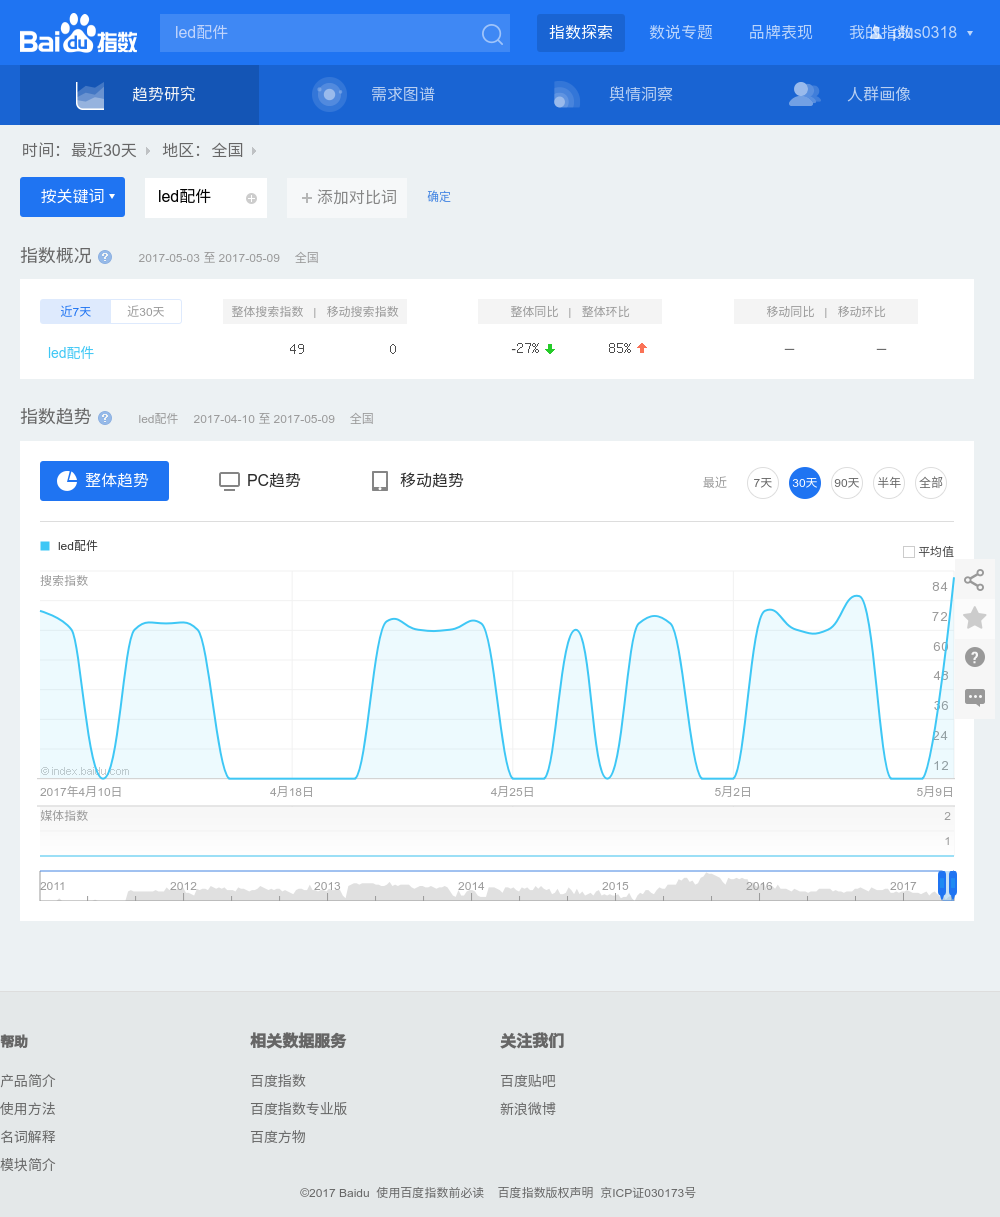 Bai du 指数
led配件
指数探索 数说专题 品牌表现 我的指数 plus0318
趋势研究 需求图谱 舆情洞察 人群画像
时间： 最近30天 地区： 全国
按关键词 led配件 + 添加对比词 确定
指数概况 ? 2017-05-03 至 2017-05-09 全国
近7天 近30天 整体搜索指数 | 移动搜索指数 整体同比 | 整体环比 移动同比 | 移动环比
led配件 49 0 -27% 85% — —
指数趋势 ? led配件 2017-04-10 至 2017-05-09 全国
整体趋势 PC趋势 移动趋势 最近 7天 30天 90天 半年 全部
led配件
平均值
搜索指数
84
72
60
48
36
24
12
©index.baidu.com
2017年4月10日 4月18日 4月25日 5月2日 5月9日
媒体指数 2
1
2011 2012 2013 2014 2015 2016 2017
帮助 相关数据服务 关注我们
产品简介 百度指数 百度贴吧
使用方法 百度指数专业版 新浪微博
名词解释 百度方物
模块简介
©2017 Baidu 使用百度指数前必读 百度指数版权声明 京ICP证030173号